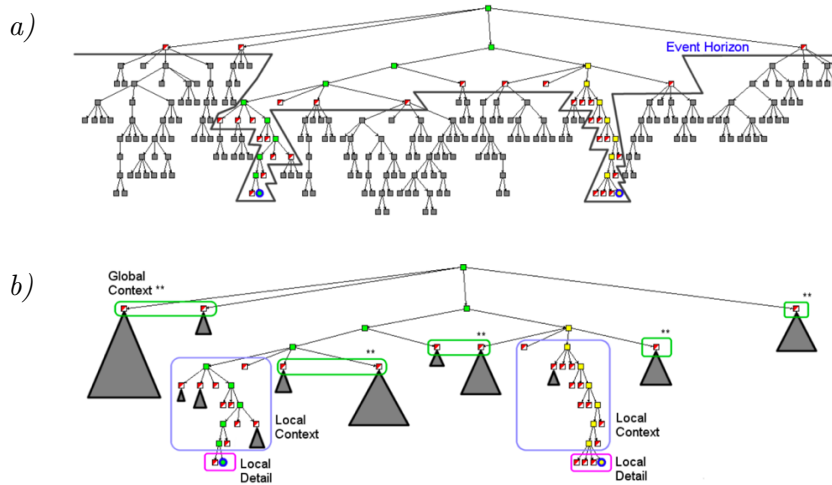 a)
Event Horizon
b)
Global
Context **
**
**
**
**
Local
Context
Local
Context
Local
Detail
Local
Detail